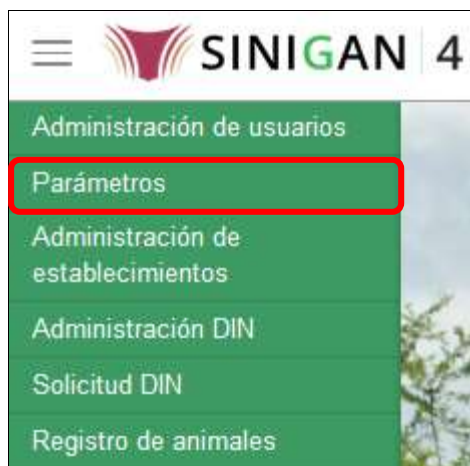 SINIGAN 4
Administración de usuarios
Parámetros
Administración de
establecimientos
Administración DIN
Solicitud DIN
Registro de animales